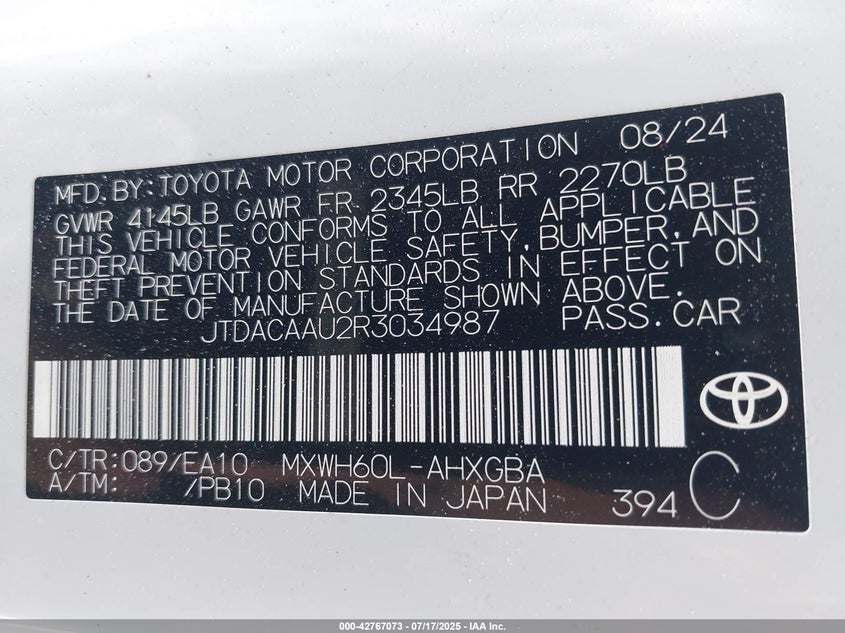 MFD. BY: TOYOTA MOTOR CORPORATION 08/24
GVWR 4145LB GAWR FR 2345LB RR 2270LB
THIS VEHICLE CONFORMS TO ALL APPLICABLE
FEDERAL MOTOR VEHICLE SAFETY, BUMPER, AND
THEFT PREVENTION STANDARDS IN EFFECT ON
THE DATE OF MANUFACTURE SHOWN ABOVE.
JTDACAAU2R3034987 PASS. CAR
C/TR: 089/EA10 MXWH60L-AHXGBA
A/TM: /PB10 MADE IN JAPAN 394 C
000-42767073 / 07/17/2025 - IAA Inc.